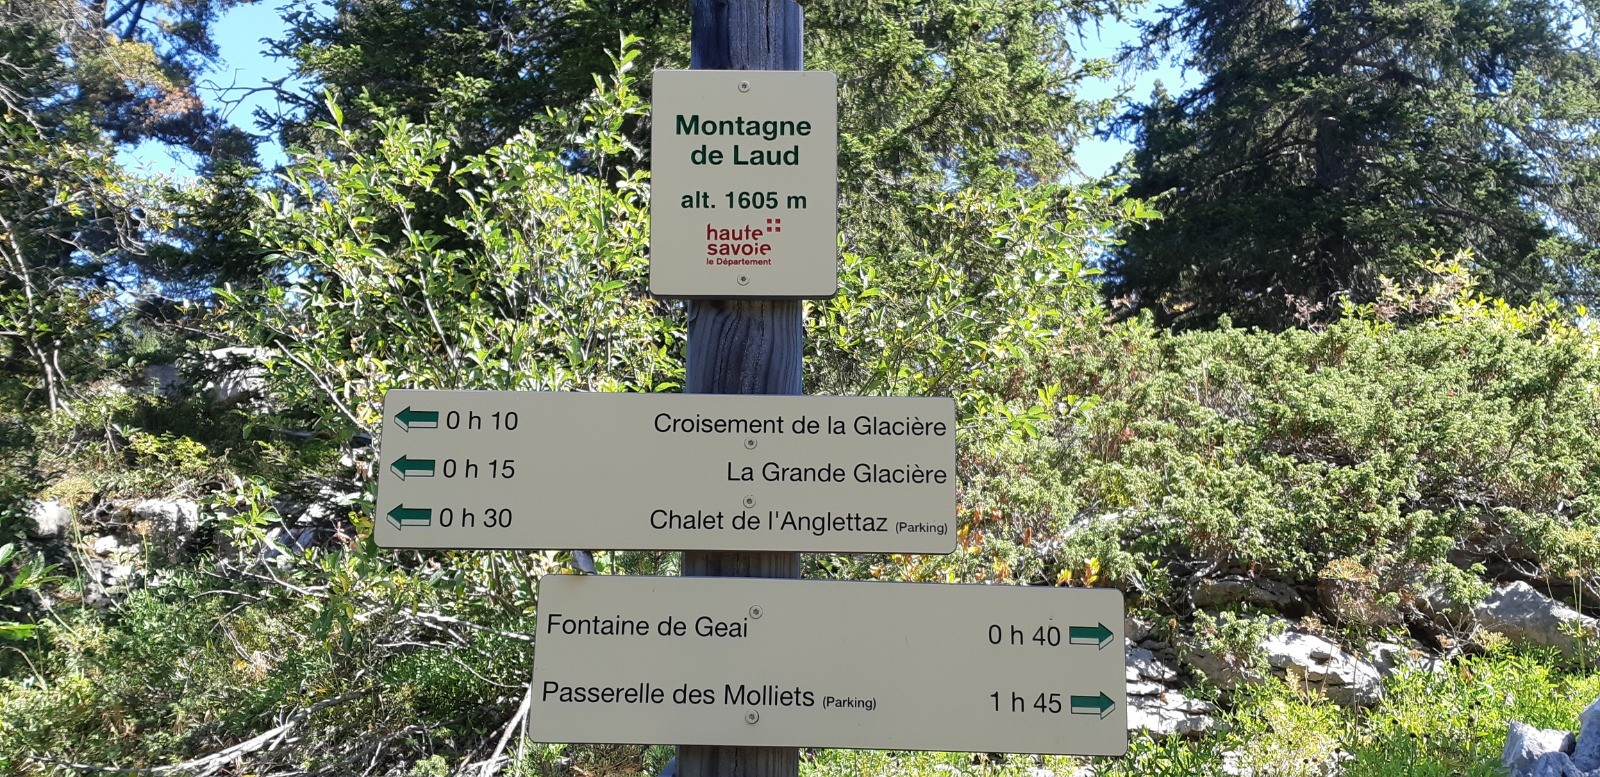 Montagne
de Laud
alt. 1605 m
haute
savoie
le Département
0 h 10 Croisement de la Glacière
0 h 15 La Grande Glacière
0 h 30 Chalet de l'Anglettaz (Parking)
Fontaine de Geai 0 h 40
Passerelle des Molliets (Parking) 1 h 45